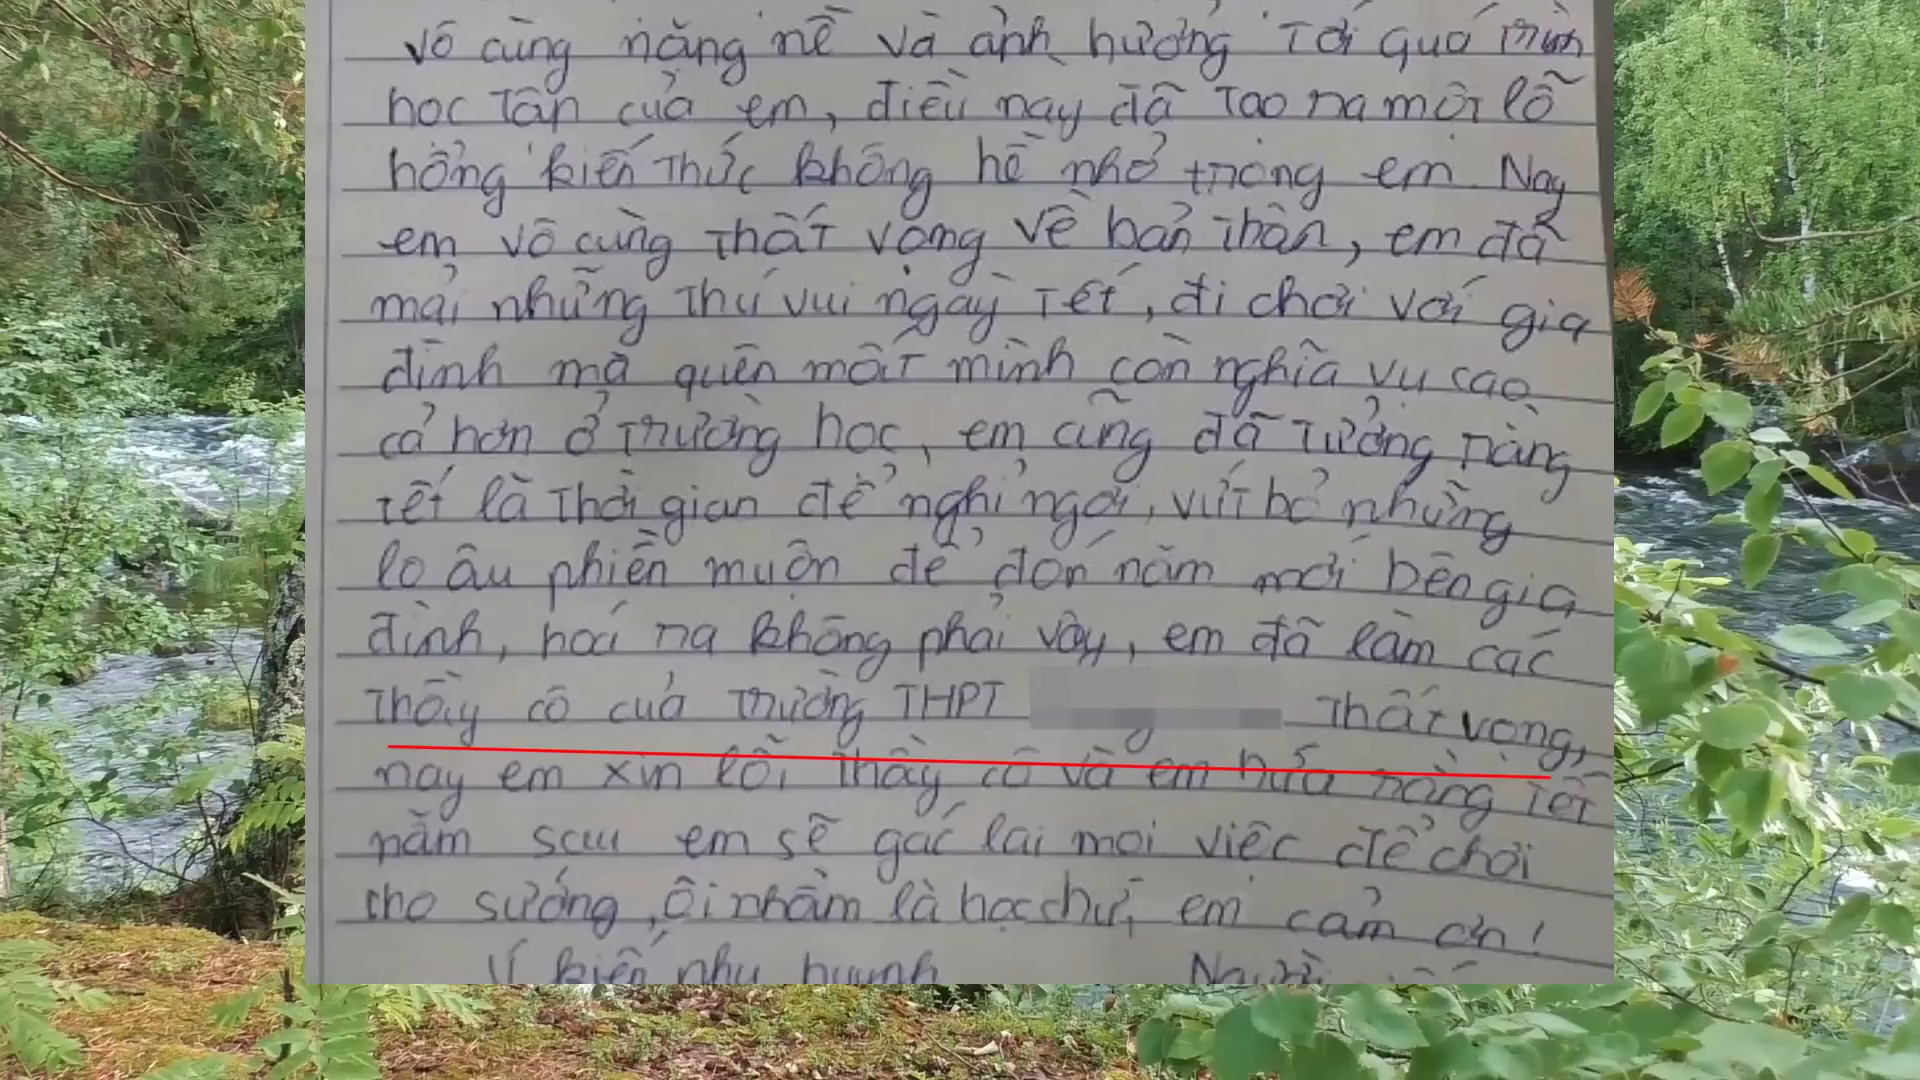 vô cùng nặng nề và ảnh hưởng tới quá trình
học tập của em, điều này đã tạo ra một lỗ
hổng kiến thức không hề nhỏ trong em. Nay
em vô cùng thất vọng về bản thân, em đã
mải những thú vui ngày Tết, đi chơi với gia
đình mà quên mất mình còn nghĩa vụ cao
cả hơn ở trường học, em cũng đã tưởng rằng
tết là thời gian để nghỉ ngơi, vứt bỏ những
lo âu phiền muộn để đón năm mới bên gia
đình, hoá ra không phải vậy, em đã làm các
thầy cô của trường THPT thất vọng,
nay em xin lỗi thầy cô và em hứa rằng Tết
năm sau em sẽ gác lại mọi việc để chơi
cho sướng, ôi nhầm là học chứ, em cảm ơn!
Ý kiến phụ huynh Người